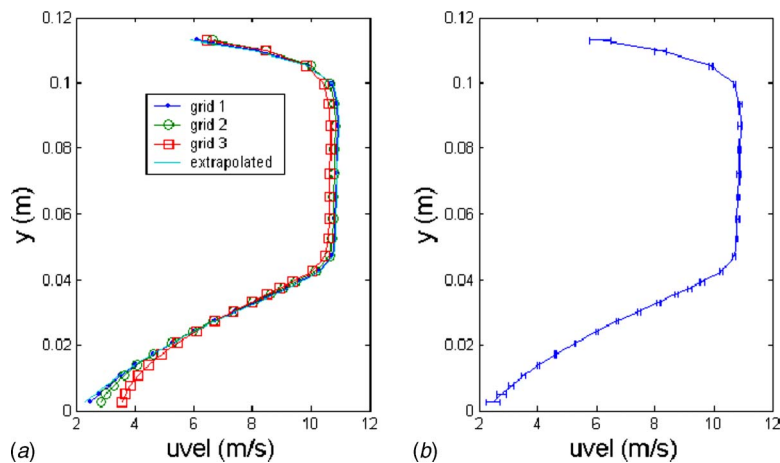 0.12
0.1
0.08
0.06
0.04
0.02
0
y (m)
grid 1
grid 2
grid 3
extrapolated
2 4 6 8 10 12
uvel (m/s)
(a)
0.12
0.1
0.08
0.06
0.04
0.02
0
y (m)
2 4 6 8 10 12
uvel (m/s)
(b)